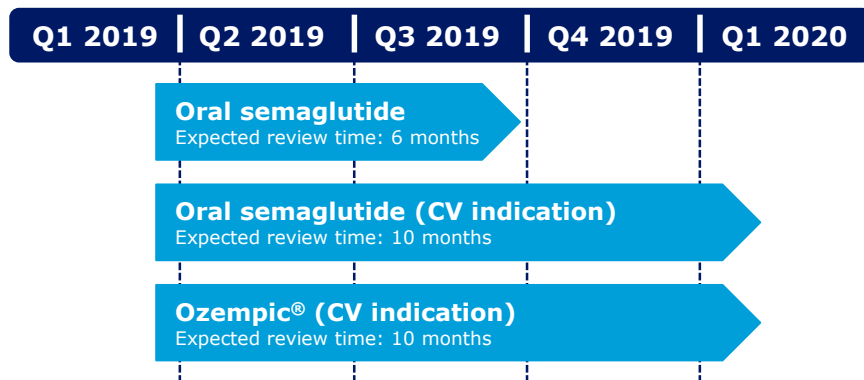 Q1 2019 Q2 2019 Q3 2019 Q4 2019 Q1 2020
Oral semaglutide
Expected review time: 6 months
Oral semaglutide (CV indication)
Expected review time: 10 months
Ozempic® (CV indication)
Expected review time: 10 months